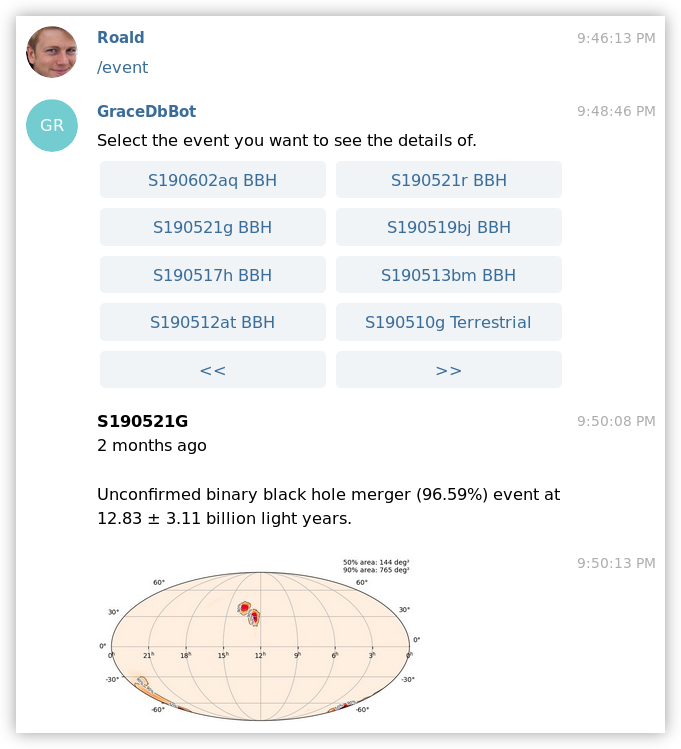 Roald
9:46:13 PM
/event
GR
GraceDbBot
9:48:46 PM
Select the event you want to see the details of.
S190602aq BBH
S190521r BBH
S190521g BBH
S190519bj BBH
S190517h BBH
S190513bm BBH
S190512at BBH
S190510g Terrestrial
<<
>>
S190521G
9:50:08 PM
2 months ago
Unconfirmed binary black hole merger (96.59%) event at
12.83 ± 3.11 billion light years.
9:50:13 PM
50% area: 144 deg²
90% area: 765 deg²
60°
60°
30°
30°
0°
0°
0h
21h
18h
15h
12h
9h
6h
3h
0h
-30°
-30°
-60°
-60°